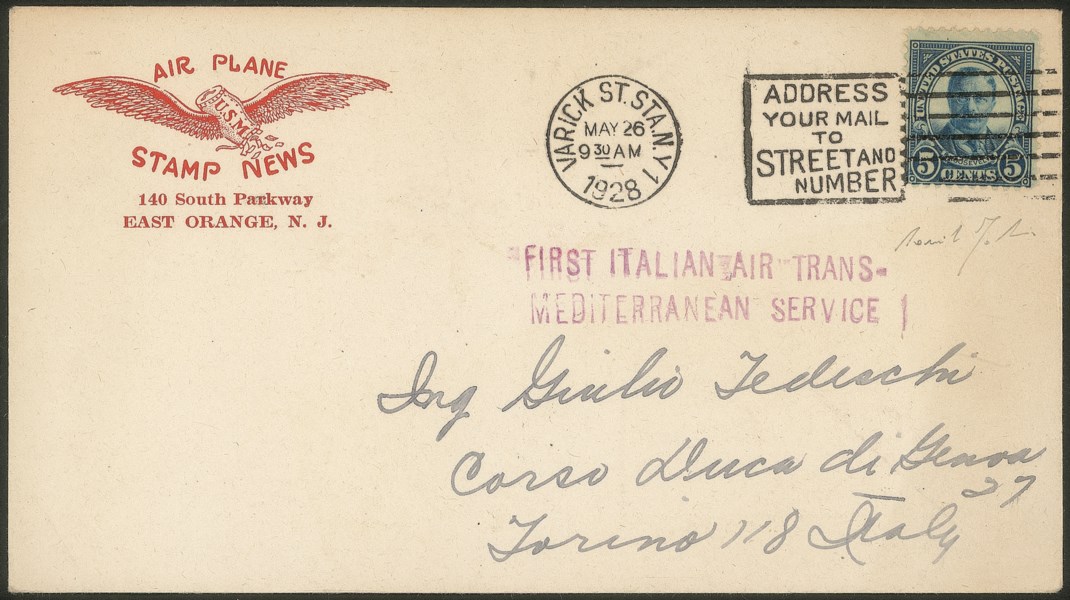 AIR PLANE
U.S.M
STAMP NEWS
140 South Parkway
EAST ORANGE, N. J.
VARICK ST. STA. N.Y 1
MAY 26
9 30 AM
1928
ADDRESS
YOUR MAIL
TO
STREET AND
NUMBER
UNITED STATES POSTAGE
5 CENTS 5
FIRST ITALIAN AIR TRANS-
MEDITERRANEAN SERVICE
Ing Giulio Tedeschi
Corso Duca di Genova
27
Torino 118 Italy